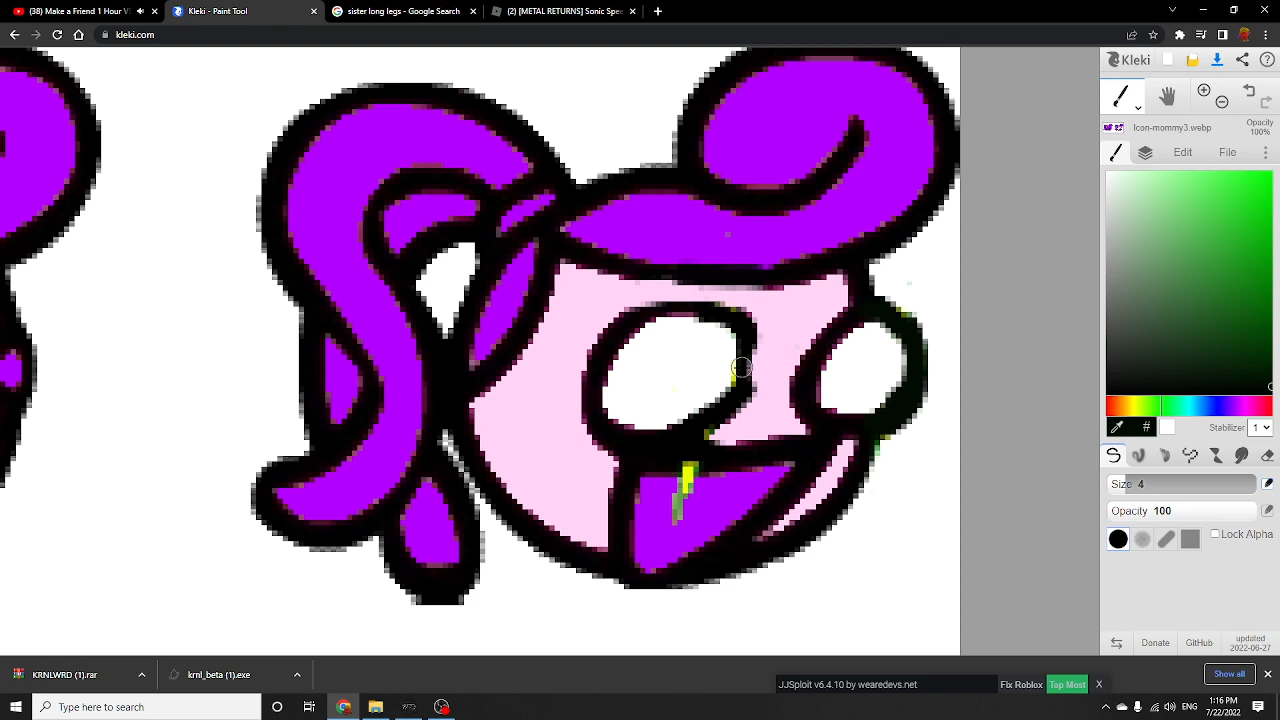 (38) Make a Friend 1 Hour V
Kleki - Paint Tool
sister long legs - Google Search
(2) [METAL RETURNS] Sonic Spe
kleki.com
Kleki
icon-mommy3.webp
Opacity
100%
Edit
File
#
Stabilizer
1
Size 4
Opacity 100
Lock Alpha
Donate
GitHub
updated
2022-06-27
KRNLWRD (1).rar
krnl_beta (1).exe
Show all
JJSploit v6.4.10 by wearedevs.net
Fix Roblox
Top Most
X
Type here to search
ENG
1:16 PM
7/22/2022